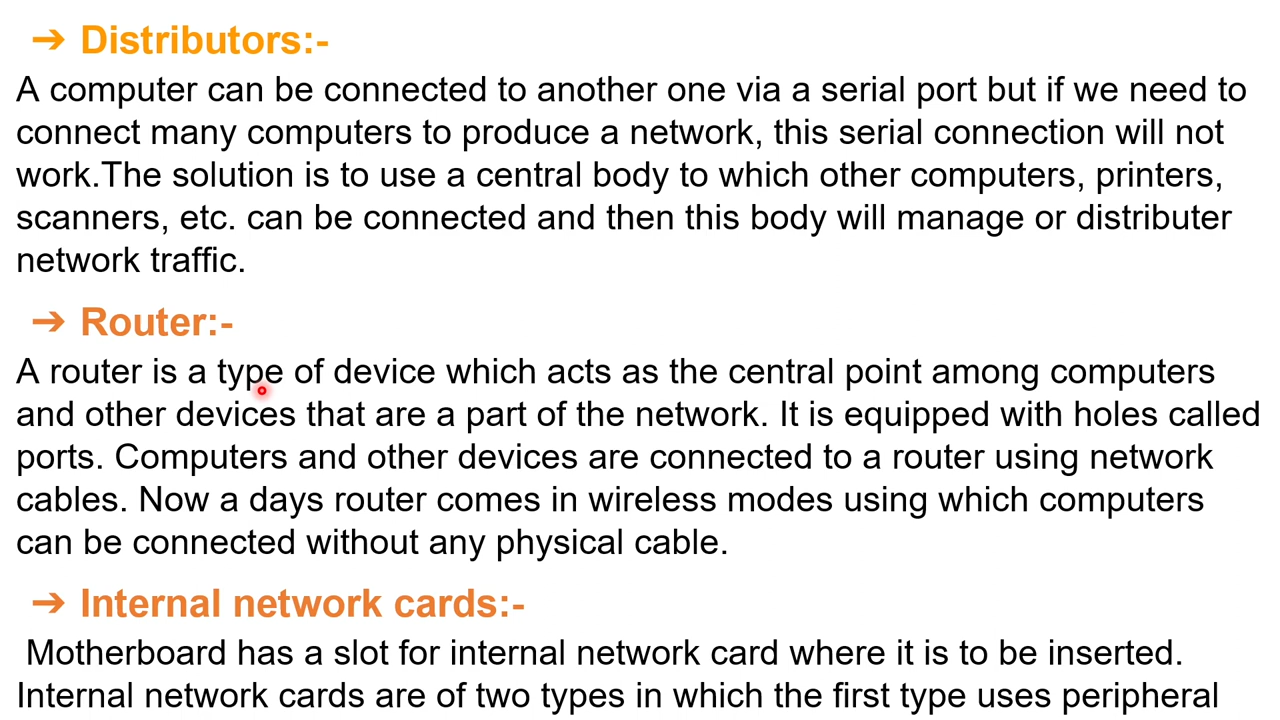 ➔ Distributors:-
A computer can be connected to another one via a serial port but if we need to
connect many computers to produce a network, this serial connection will not
work.The solution is to use a central body to which other computers, printers,
scanners, etc. can be connected and then this body will manage or distributer
network traffic.
➔ Router:-
A router is a type of device which acts as the central point among computers
and other devices that are a part of the network. It is equipped with holes called
ports. Computers and other devices are connected to a router using network
cables. Now a days router comes in wireless modes using which computers
can be connected without any physical cable.
➔ Internal network cards:-
Motherboard has a slot for internal network card where it is to be inserted.
Internal network cards are of two types in which the first type uses peripheral